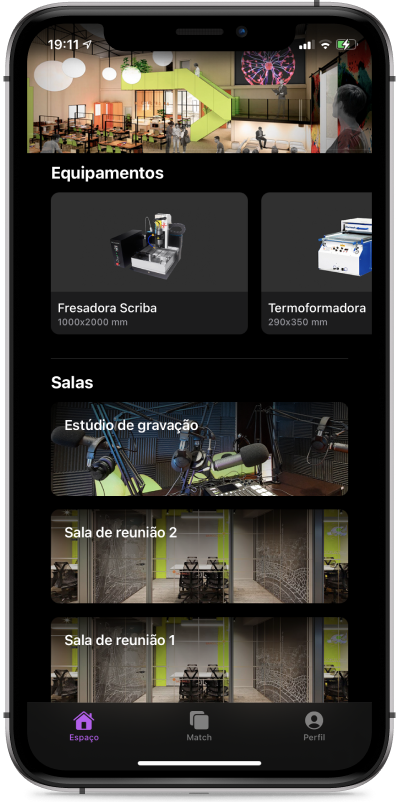 19:11
Equipamentos
Fresadora Scriba
1000x2000 mm
Termoformadora
290x350 mm
Salas
Estúdio de gravação
Sala de reunião 2
Sala de reunião 1
Espaço
Match
Perfil